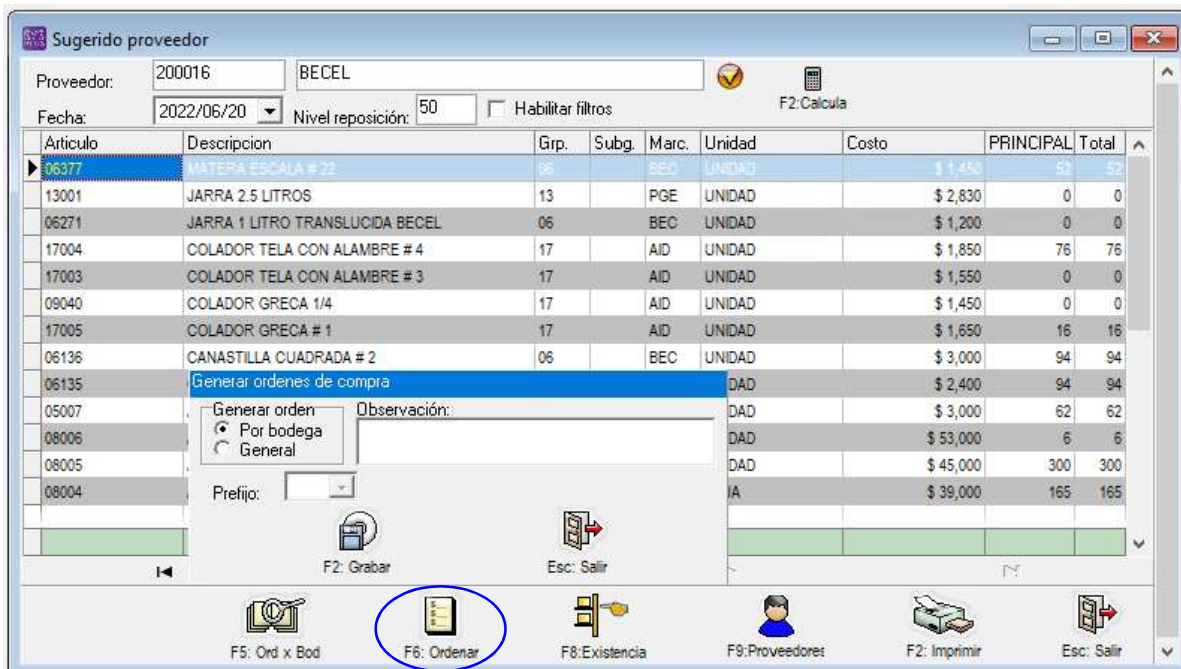 Sugerido proveedor
Proveedor: 200016 BECEL
F2:Calcula
Fecha: 2022/06/20 Nivel reposición: 50 Habilitar filtros
Articulo Descripcion Grp. Subg. Marc. Unidad Costo PRINCIPAL Total
06377 MATERA ESCALA # 22 06 BEC UNIDAD $ 1,450 52 52
13001 JARRA 2.5 LITROS 13 PGE UNIDAD $ 2,830 0 0
06271 JARRA 1 LITRO TRANSLUCIDA BECEL 06 BEC UNIDAD $ 1,200 0 0
17004 COLADOR TELA CON ALAMBRE # 4 17 AID UNIDAD $ 1,850 76 76
17003 COLADOR TELA CON ALAMBRE # 3 17 AID UNIDAD $ 1,550 0 0
09040 COLADOR GRECA 1/4 17 AID UNIDAD $ 1,450 0 0
17005 COLADOR GRECA # 1 17 AID UNIDAD $ 1,650 16 16
06136 CANASTILLA CUADRADA # 2 06 BEC UNIDAD $ 3,000 94 94
06135 DAD $ 2,400 94 94
05007 DAD $ 3,000 62 62
08006 DAD $ 53,000 6 6
08005 DAD $ 45,000 300 300
08004 IA $ 39,000 165 165
Generar ordenes de compra
Generar orden Observación:
Por bodega
General
Prefijo:
F2: Grabar Esc: Salir
F5: Ord x Bod F6: Ordenar F8:Existencia F9:Proveedores F2: Imprimir Esc: Salir